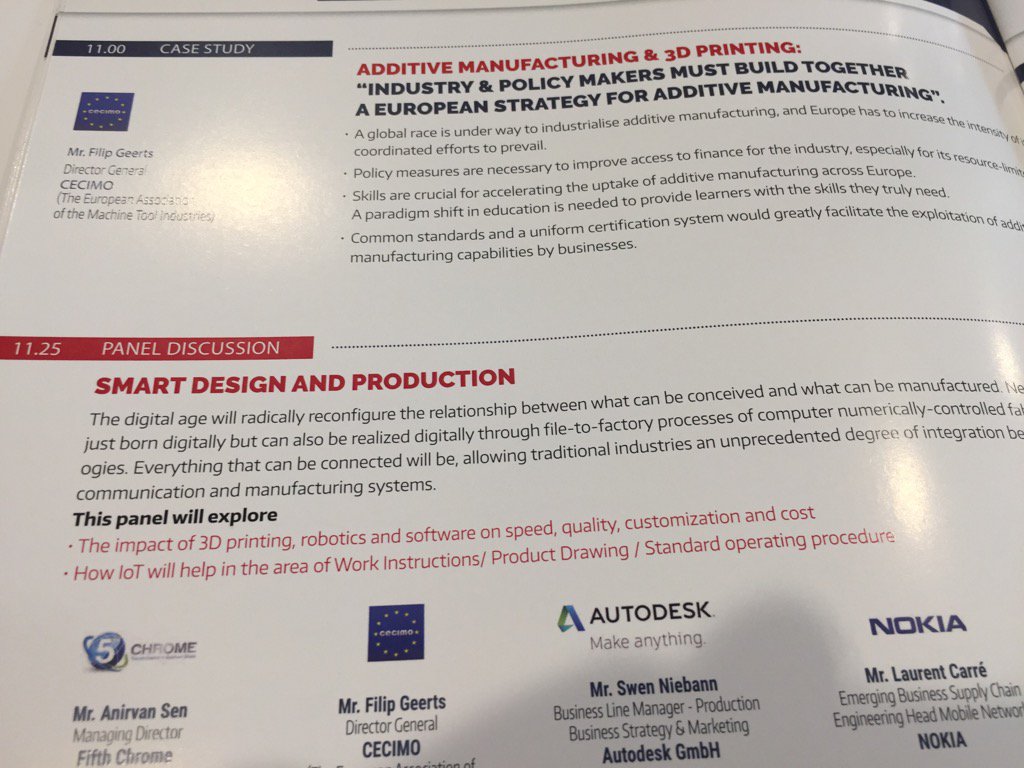 11.00 CASE STUDY
cecimo
Mr. Filip Geerts
Director General
CECIMO
(The European Association
of the Machine Tool Industries)
ADDITIVE MANUFACTURING & 3D PRINTING:
“INDUSTRY & POLICY MAKERS MUST BUILD TOGETHER
A EUROPEAN STRATEGY FOR ADDITIVE MANUFACTURING”.
· A global race is under way to industrialise additive manufacturing, and Europe has to increase the intensity of
coordinated efforts to prevail.
· Policy measures are necessary to improve access to finance for the industry, especially for its resource-limit
· Skills are crucial for accelerating the uptake of additive manufacturing across Europe.
A paradigm shift in education is needed to provide learners with the skills they truly need.
· Common standards and a uniform certification system would greatly facilitate the exploitation of addi
manufacturing capabilities by businesses.
11.25 PANEL DISCUSSION
SMART DESIGN AND PRODUCTION
The digital age will radically reconfigure the relationship between what can be conceived and what can be manufactured. Ne
just born digitally but can also be realized digitally through file-to-factory processes of computer numerically-controlled fab
ogies. Everything that can be connected will be, allowing traditional industries an unprecedented degree of integration be
communication and manufacturing systems.
This panel will explore
· The impact of 3D printing, robotics and software on speed, quality, customization and cost
· How IoT will help in the area of Work Instructions/ Product Drawing / Standard operating procedure
5 CHROME
Mr. Anirvan Sen
Managing Director
Fifth Chrome
cecimo
Mr. Filip Geerts
Director General
CECIMO
(The European Association of
AUTODESK.
Make anything.
Mr. Swen Niebann
Business Line Manager - Production
Business Strategy & Marketing
Autodesk GmbH
NOKIA
Mr. Laurent Carré
Emerging Business Supply Chain
Engineering Head Mobile Networ
NOKIA